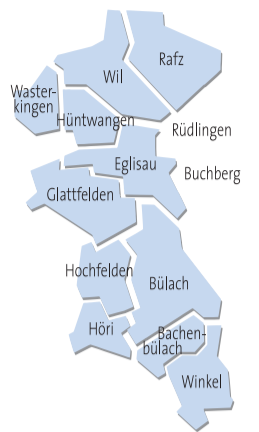 Rafz
Wil
Waster-
kingen
Hüntwangen
Rüdlingen
Eglisau
Buchberg
Glattfelden
Hochfelden
Bülach
Höri
Bachen-
bülach
Winkel